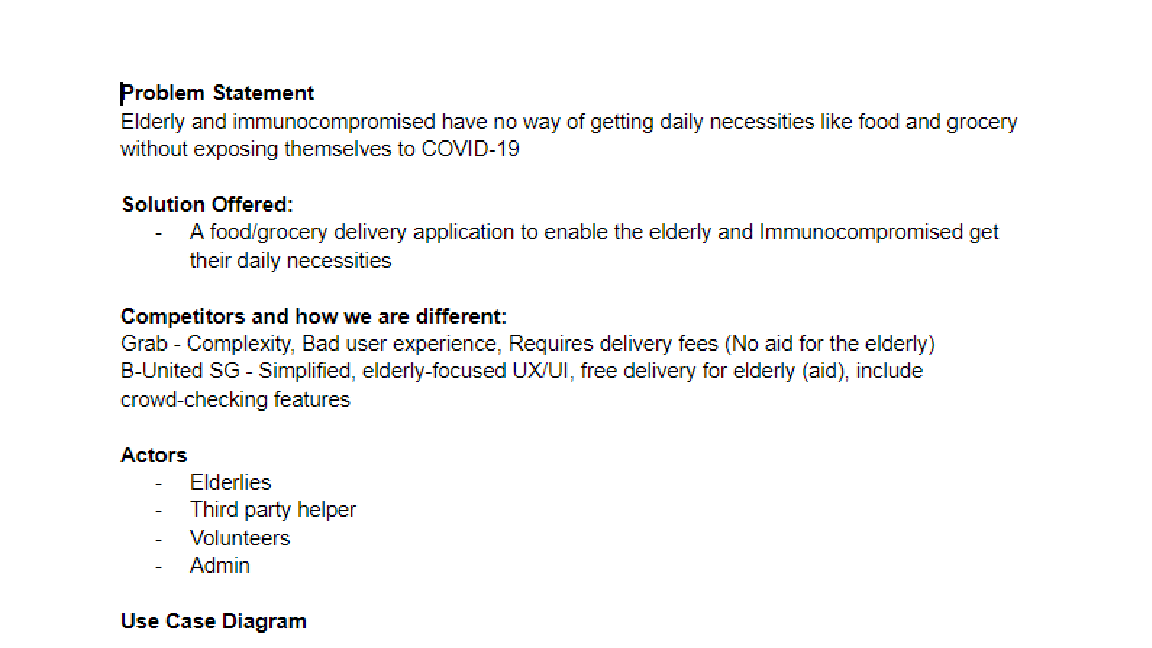 Problem Statement
Elderly and immunocompromised have no way of getting daily necessities like food and grocery
without exposing themselves to COVID-19
Solution Offered:
- A food/grocery delivery application to enable the elderly and Immunocompromised get
their daily necessities
Competitors and how we are different:
Grab - Complexity, Bad user experience, Requires delivery fees (No aid for the elderly)
B-United SG - Simplified, elderly-focused UX/UI, free delivery for elderly (aid), include
crowd-checking features
Actors
- Elderlies
- Third party helper
- Volunteers
- Admin
Use Case Diagram